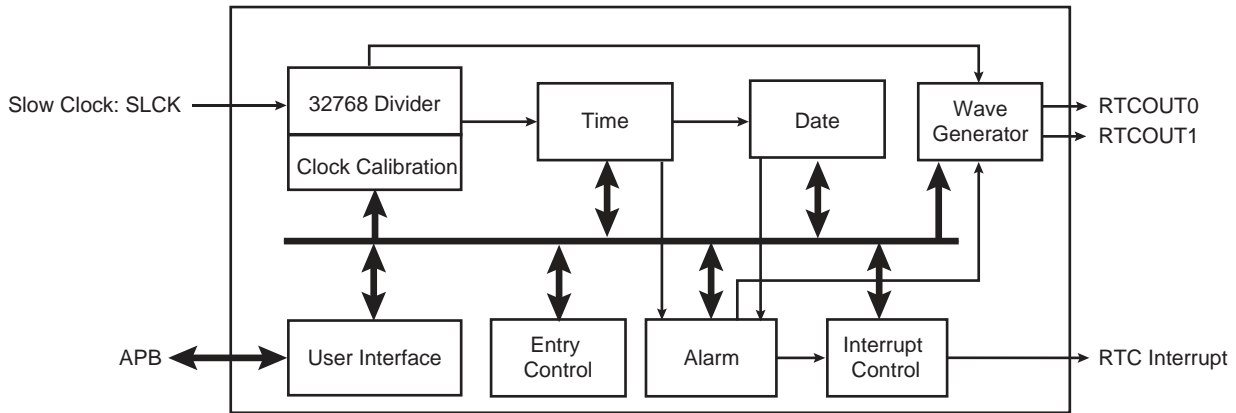 Slow Clock: SLCK
32768 Divider
Clock Calibration
Time
Date
Wave
Generator
RTCOUT0
RTCOUT1
APB
User Interface
Entry
Control
Alarm
Interrupt
Control
RTC Interrupt